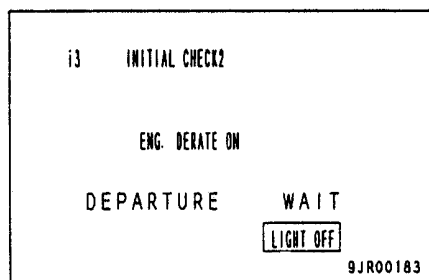 i3 INITIAL CHECK2
ENG. DERATE ON
DEPARTURE WAIT
LIGHT OFF
9JR00183